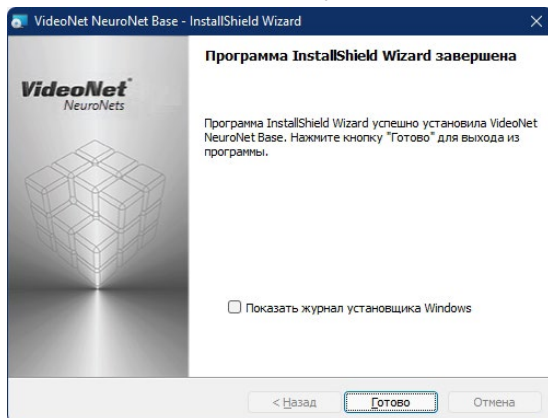 VideoNet NeuroNet Base - InstallShield Wizard
Программа InstallShield Wizard завершена
VideoNet
NeuroNets
Программа InstallShield Wizard успешно установила VideoNet
NeuroNet Base. Нажмите кнопку "Готово" для выхода из
программы.
Показать журнал установщика Windows
< Назад
Готово
Отмена